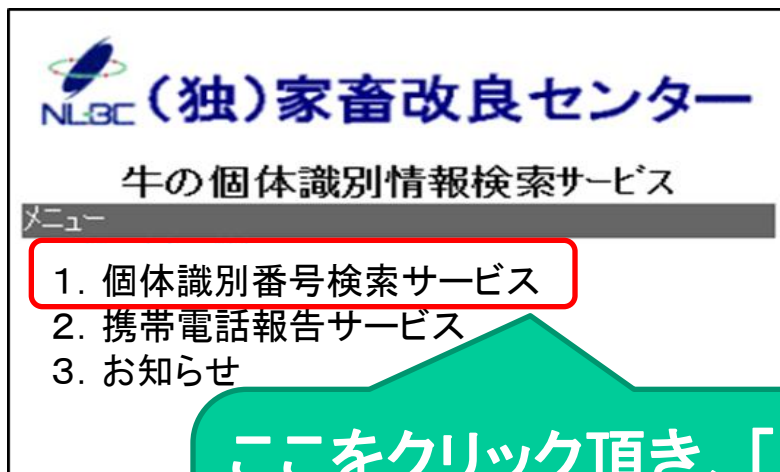 NLBC (独)家畜改良センター
牛の個体識別情報検索サービス
メニュー
1. 個体識別番号検索サービス
2. 携帯電話報告サービス
3. お知らせ
ここをクリック頂き、「